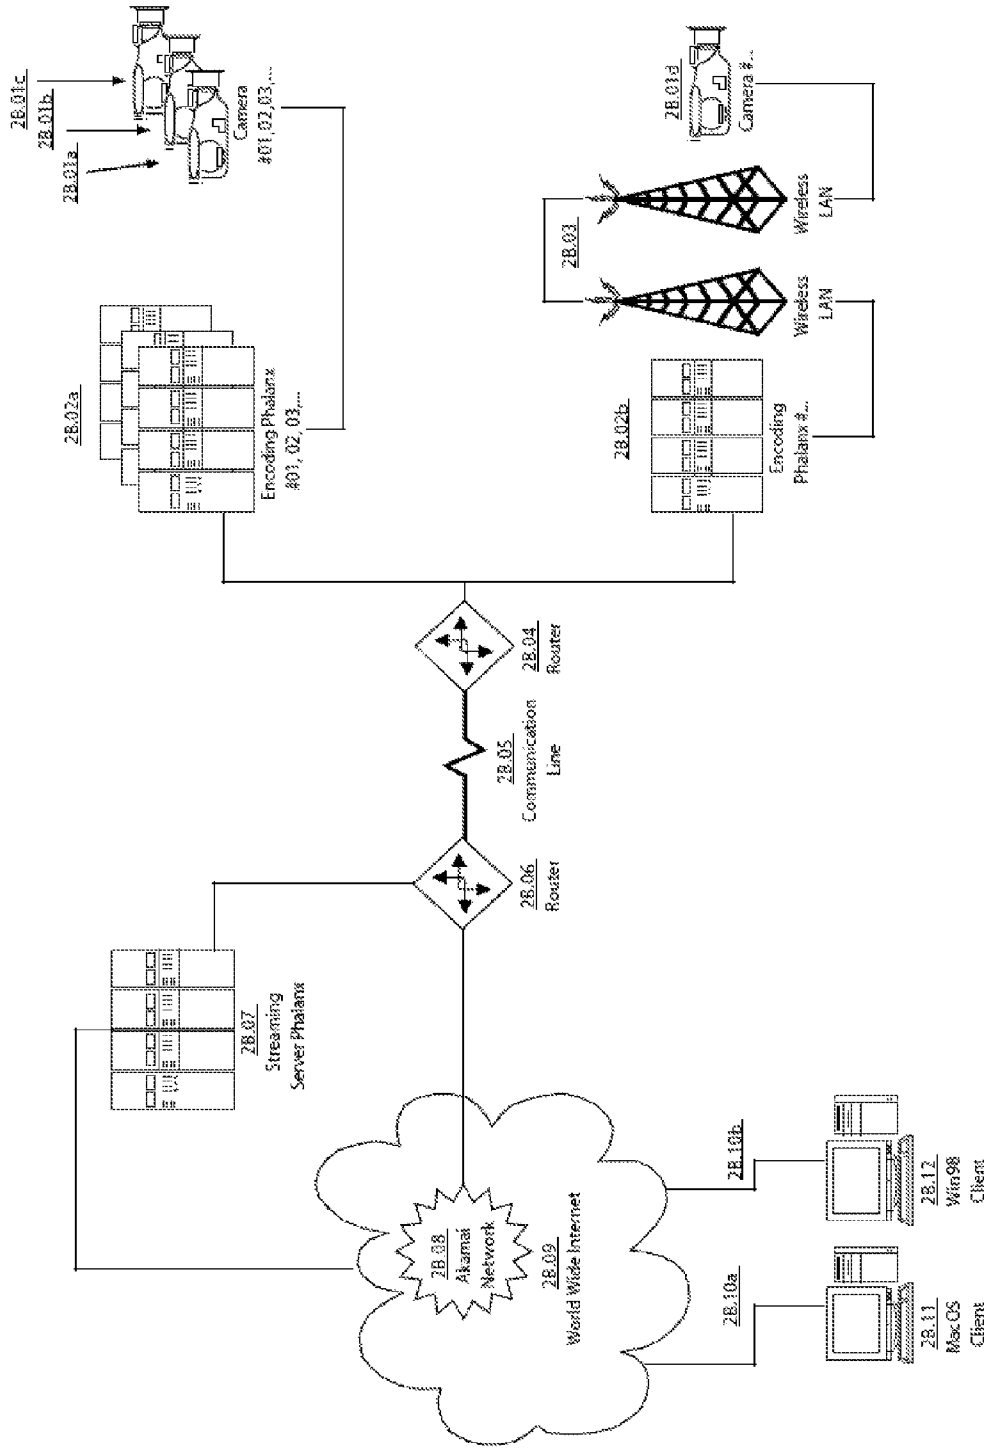 2B.01c
2B.01b
2B.01a
Camera
#01,02,03,...
2B.02a
Encoding Phalanx
#01, 02, 03,...
2B.01d
Camera #...
2B.03
Wireless
LAN
Wireless
LAN
2B.02b
Encoding
Phalanx #...
2B.04
Router
2B.05
Communication
Line
2B.06
Router
2B.07
Streaming
Server Phalanx
2B.08
Akamai
Network
2B.09
World Wide Internet
2B.10b
2B.10a
2B.12
Win98
Client
2B.11
MacOS
Client